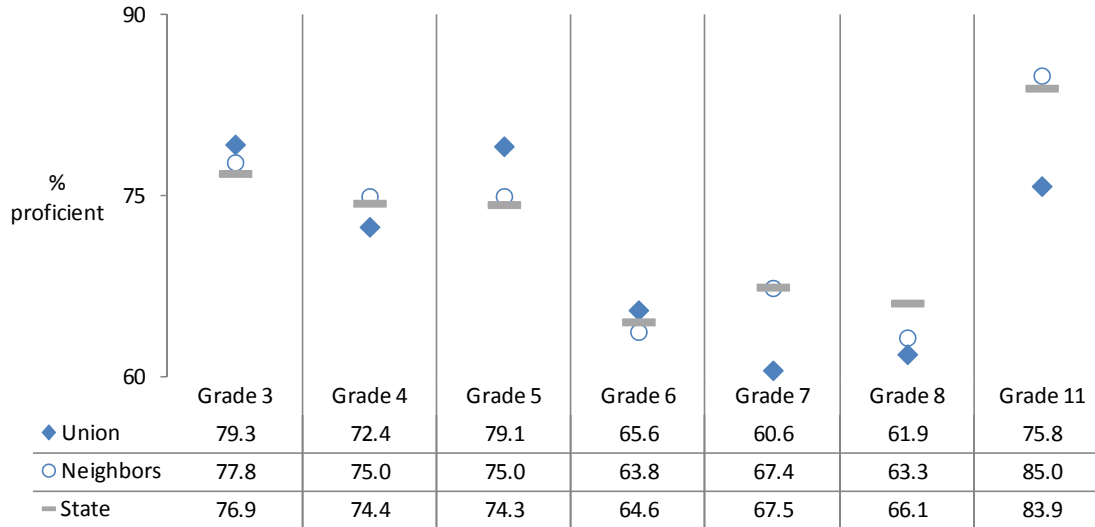 90
75
60
%
proficient
Grade 3 Grade 4 Grade 5 Grade 6 Grade 7 Grade 8 Grade 11
Union 79.3 72.4 79.1 65.6 60.6 61.9 75.8
Neighbors 77.8 75.0 75.0 63.8 67.4 63.3 85.0
State 76.9 74.4 74.3 64.6 67.5 66.1 83.9